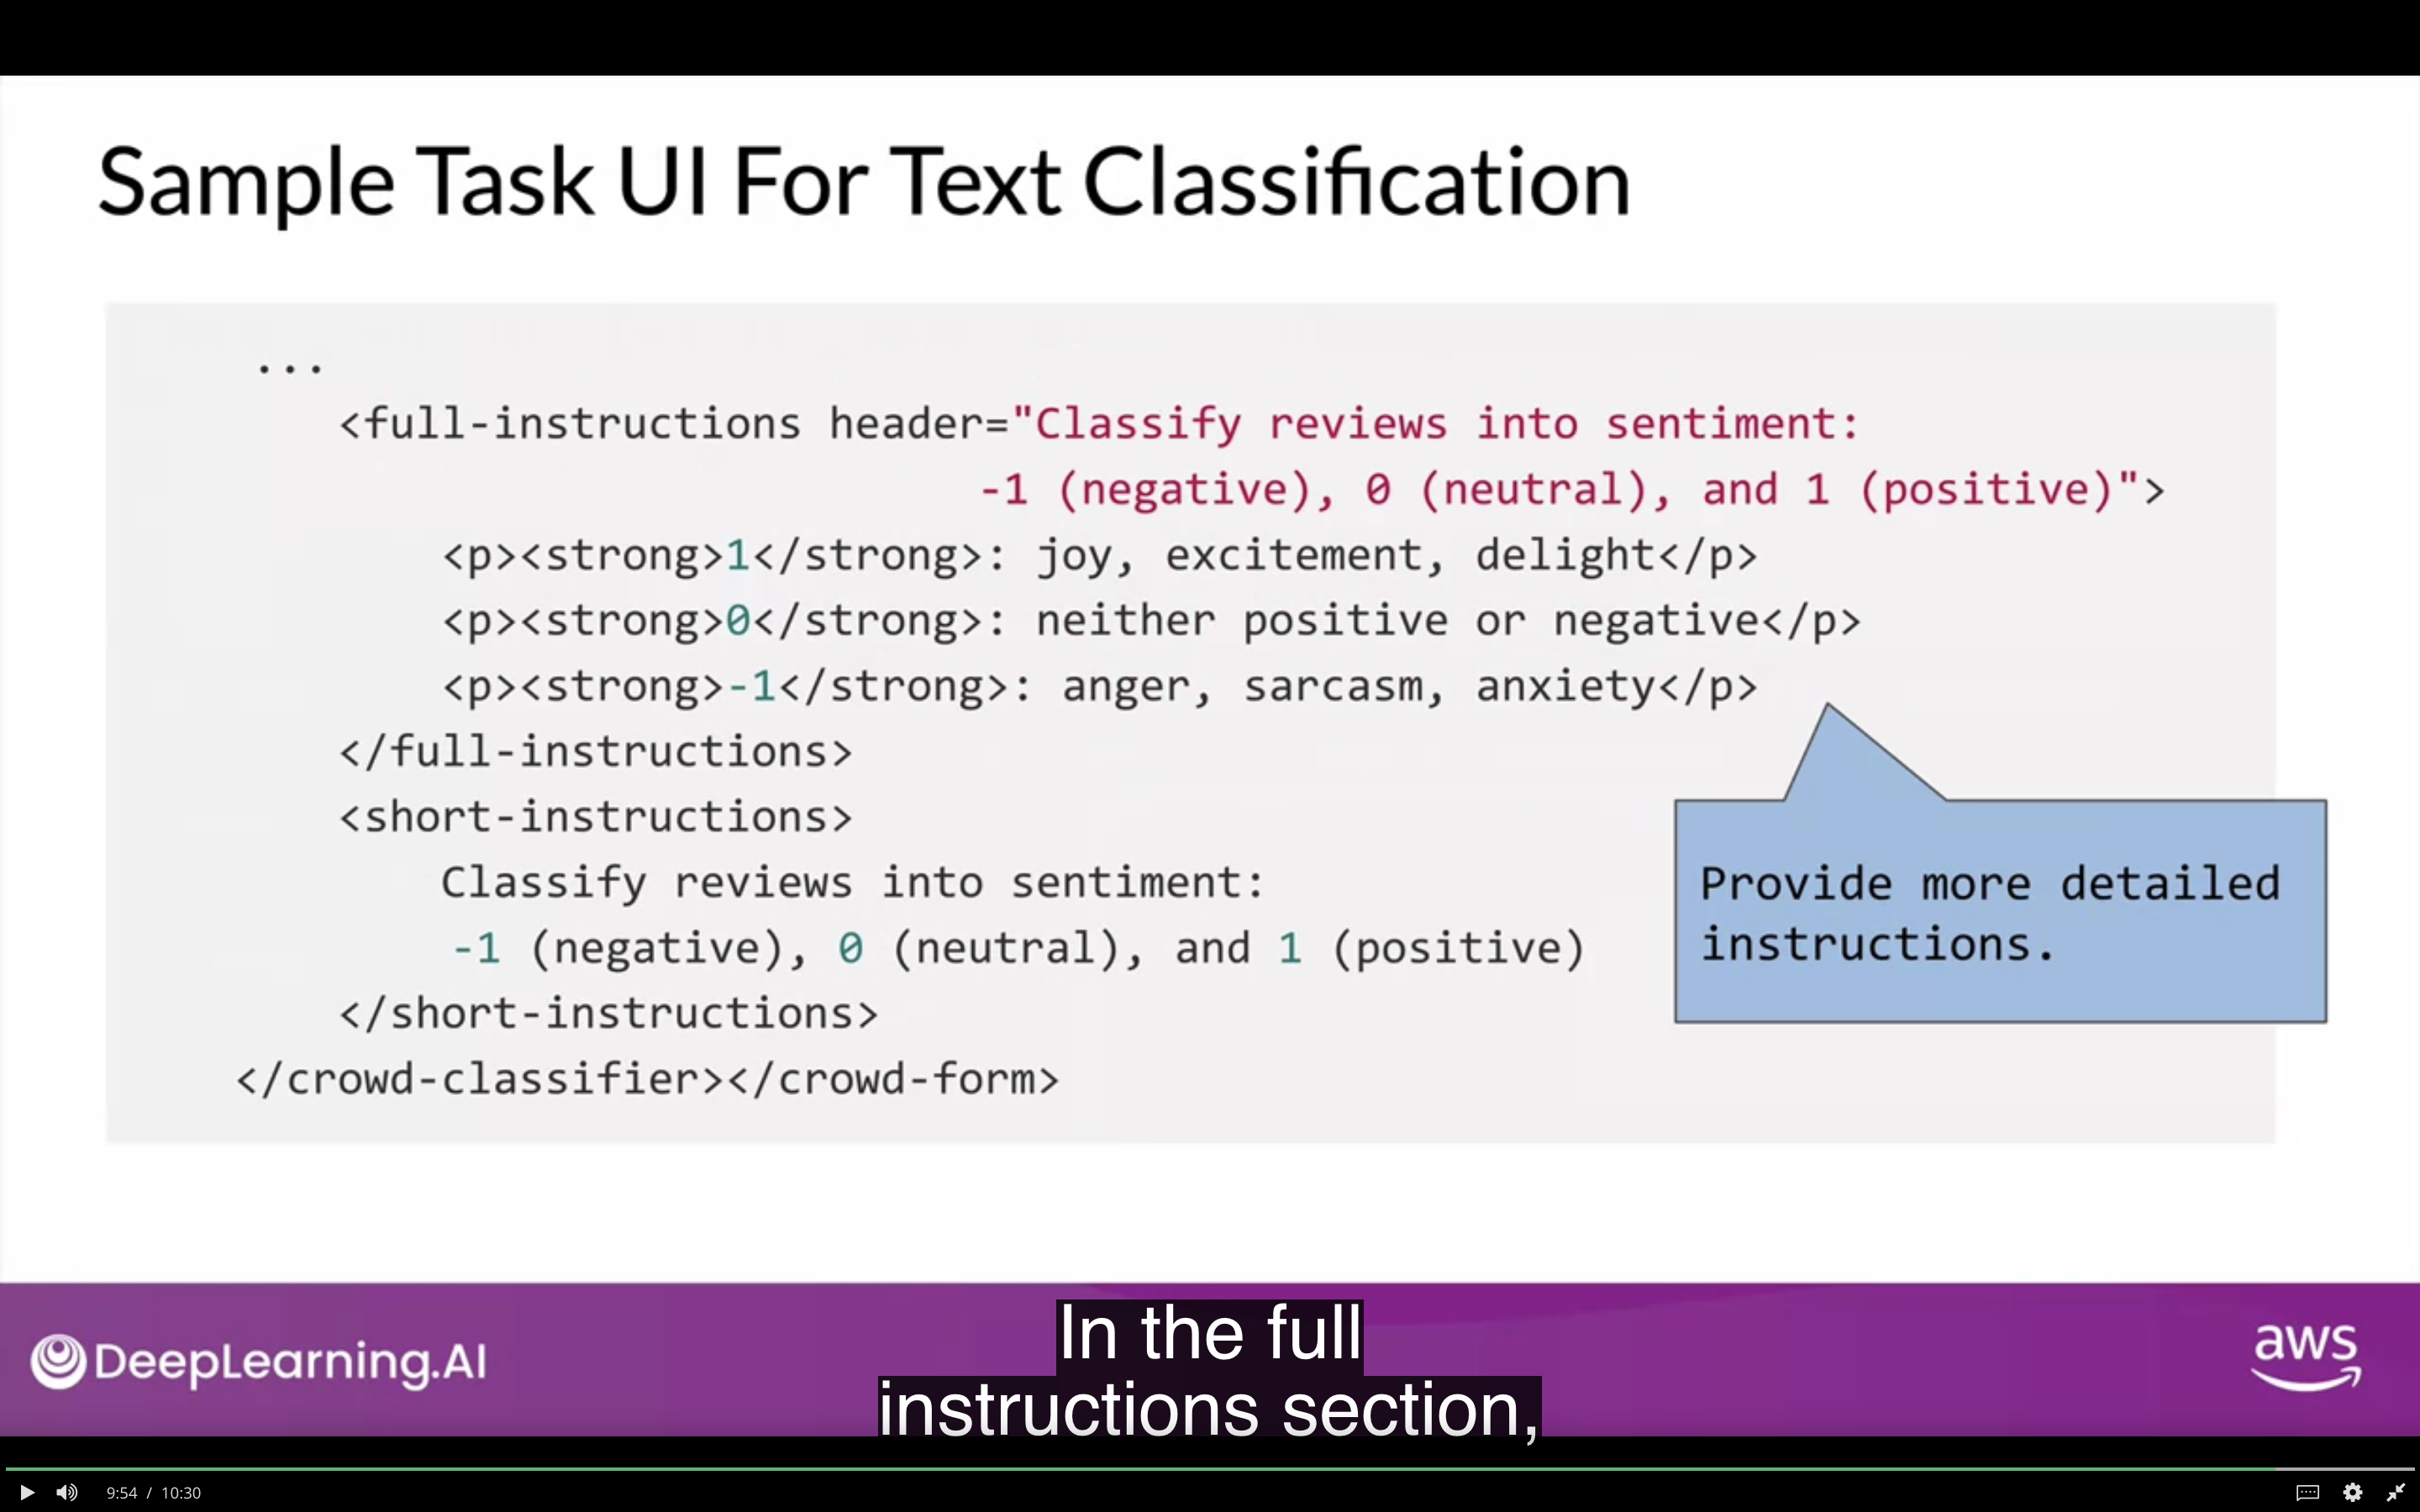 Sample Task UI For Text Classification
...
<full-instructions header="Classify reviews into sentiment:
-1 (negative), 0 (neutral), and 1 (positive)">
<p><strong>1</strong>: joy, excitement, delight</p>
<p><strong>0</strong>: neither positive or negative</p>
<p><strong>-1</strong>: anger, sarcasm, anxiety</p>
</full-instructions>
<short-instructions>
Classify reviews into sentiment:
-1 (negative), 0 (neutral), and 1 (positive)
</short-instructions>
</crowd-classifier></crowd-form>
Provide more detailed
instructions.
DeepLearning.AI
aws
In the full
instructions section,
9:54 / 10:30